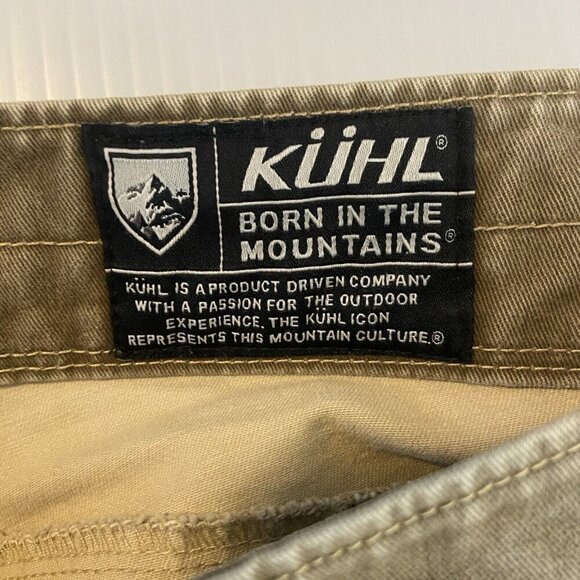 KÜHL®
BORN IN THE
MOUNTAINS®
KÜHL IS A PRODUCT DRIVEN COMPANY
WITH A PASSION FOR THE OUTDOOR
EXPERIENCE. THE KÜHL ICON
REPRESENTS THIS MOUNTAIN CULTURE.®